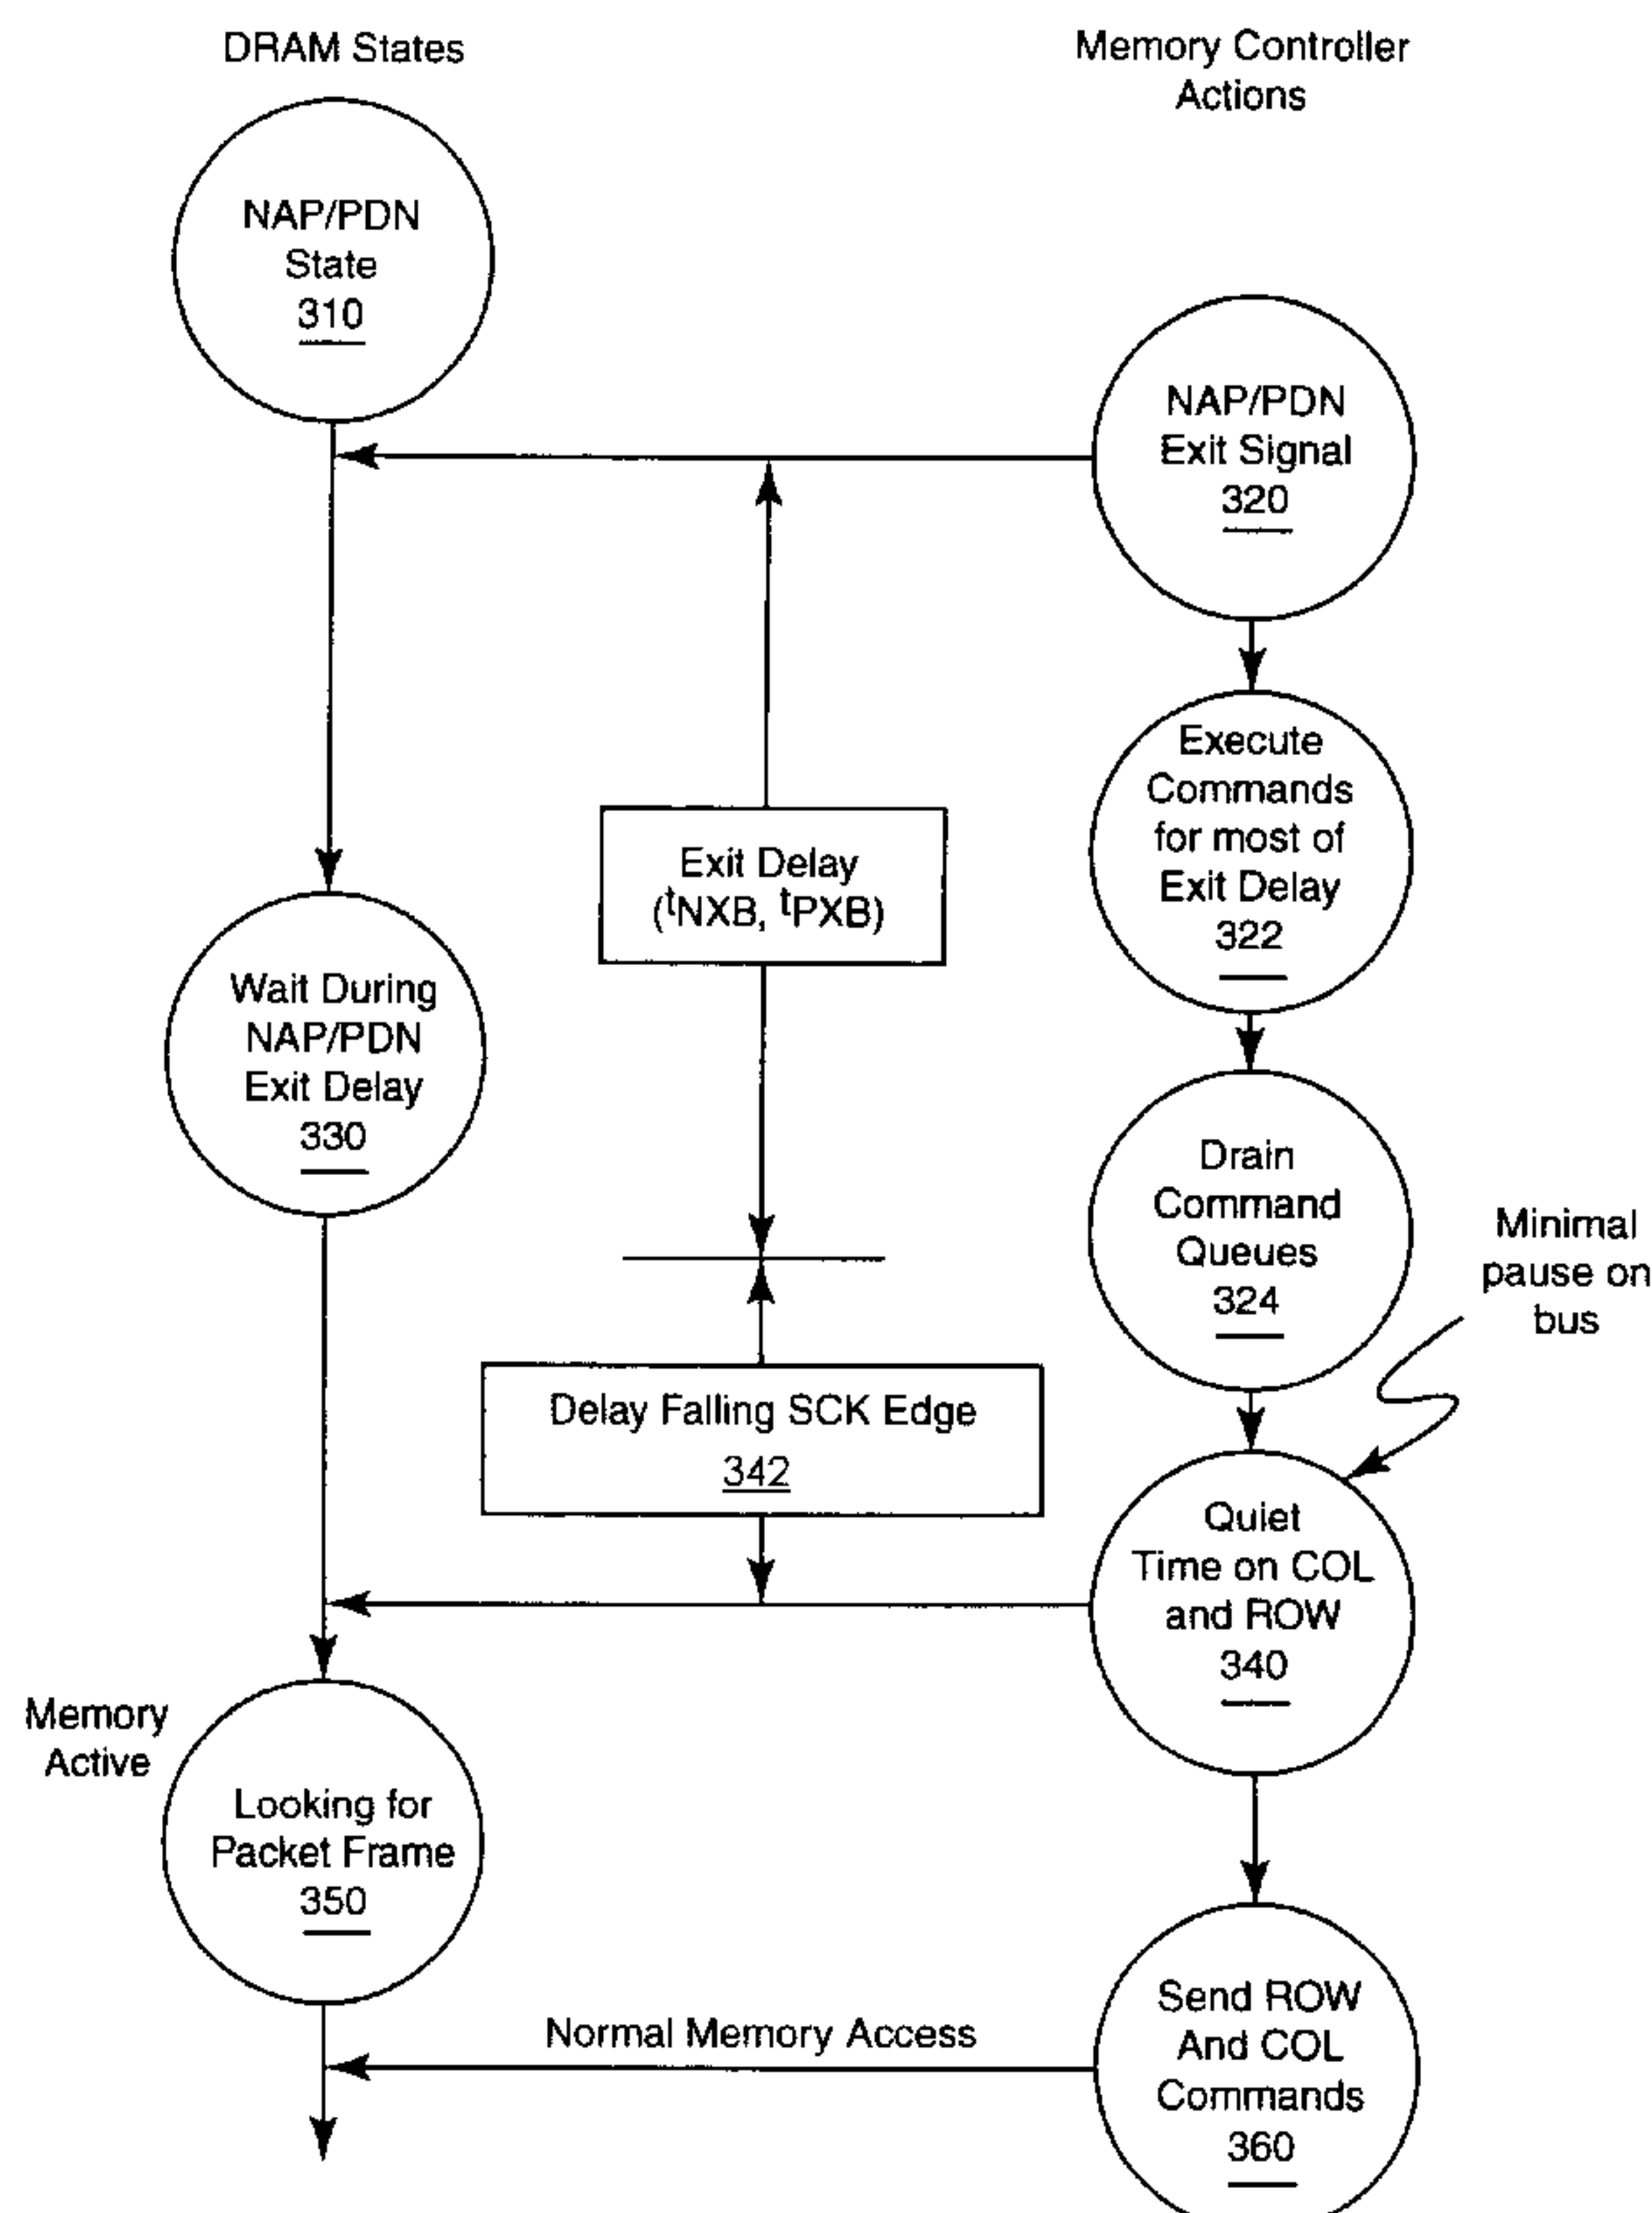 DRAM States
Memory Controller
Actions
NAP/PDN
State
310
NAP/PDN
Exit Signal
320
Execute
Commands
for most of
Exit Delay
322
Exit Delay
(tNXB, tPXB)
Wait During
NAP/PDN
Exit Delay
330
Drain
Command
Queues
324
Minimal
pause on
bus
Delay Falling SCK Edge
342
Quiet
Time on COL
and ROW
340
Memory
Active
Looking for
Packet Frame
350
Normal Memory Access
Send ROW
And COL
Commands
360